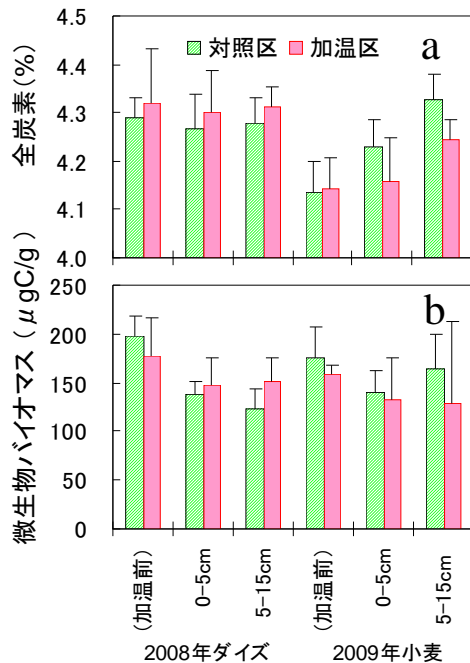 全炭素(%)
4.5
4.4
4.3
4.2
4.1
4.0
対照区 加温区
a
微生物バイオマス(μgC/g)
250
200
150
100
50
0
b
(加温前)
0-5cm
5-15cm
(加温前)
0-5cm
5-15cm
2008年ダイズ 2009年小麦